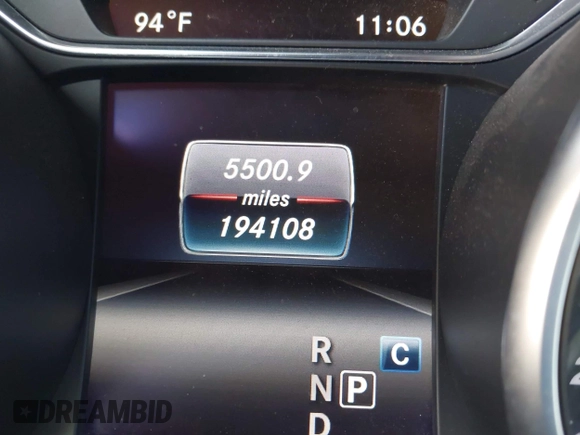 94°F 11:06
5500.9
miles
194108
R C
N P
D
DREAMBID